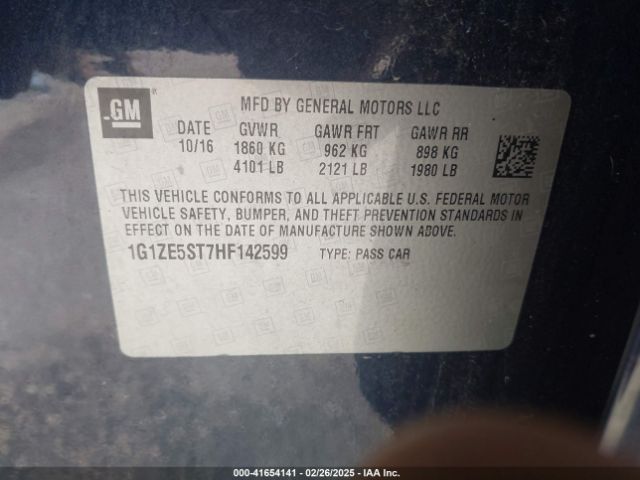 GM
MFD BY GENERAL MOTORS LLC
DATE GVWR GAWR FRT GAWR RR
10/16 1860 KG 962 KG 898 KG
4101 LB 2121 LB 1980 LB
THIS VEHICLE CONFORMS TO ALL APPLICABLE U.S. FEDERAL MOTOR
VEHICLE SAFETY, BUMPER, AND THEFT PREVENTION STANDARDS IN
EFFECT ON THE DATE OF MANUFACTURE SHOWN ABOVE.
1G1ZE5ST7HF142599 TYPE: PASS CAR
000-41654141 • 02/26/2025 • IAA Inc.